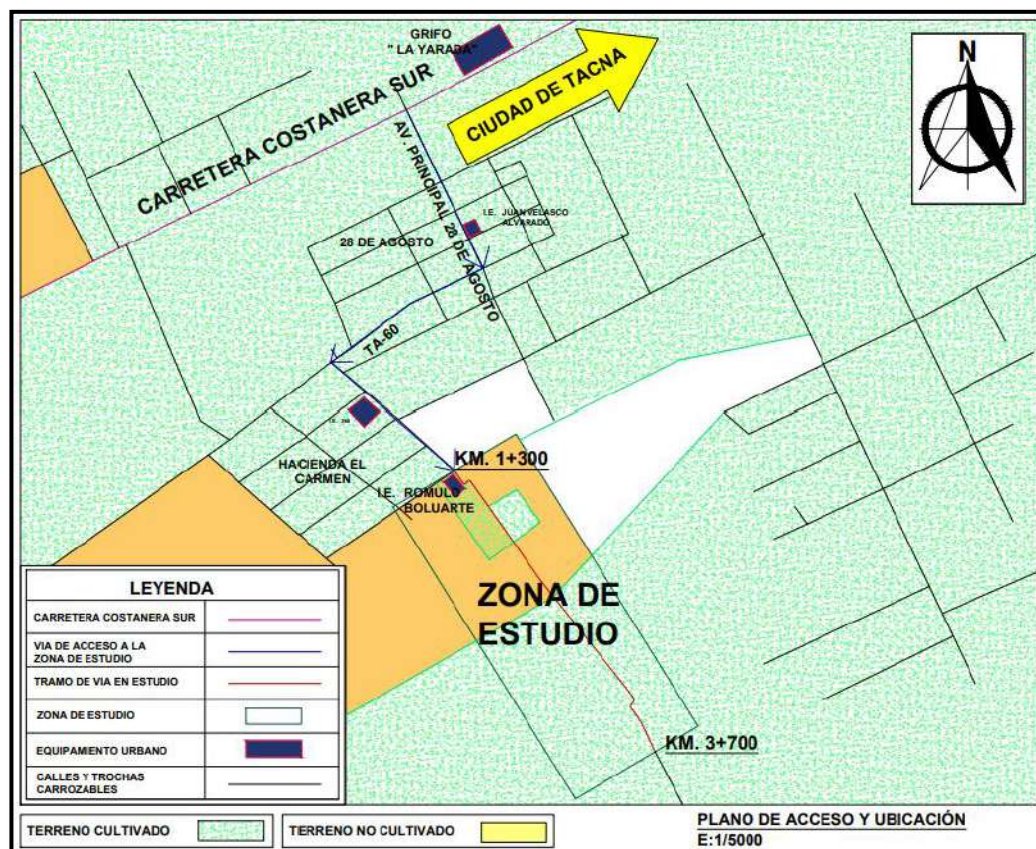 GRIFO
" LA YARADA"
CARRETERA COSTANERA SUR
CIUDAD DE TACNA
N
AV. PRINCIPAL 28 DE AGOSTO
I.E. JUAN VELASCO
ALVARADO
28 DE AGOSTO
TA-60
HACIENDA EL
CARMEN
KM. 1+300
I.E. ROMULO
BOLUARTE
ZONA DE
ESTUDIO
KM. 3+700
LEYENDA
CARRETERA COSTANERA SUR
VIA DE ACCESO A LA
ZONA DE ESTUDIO
TRAMO DE VIA EN ESTUDIO
ZONA DE ESTUDIO
EQUIPAMIENTO URBANO
CALLES Y TROCHAS
CARROZABLES
TERRENO CULTIVADO
TERRENO NO CULTIVADO
PLANO DE ACCESO Y UBICACIÓN
E:1/5000